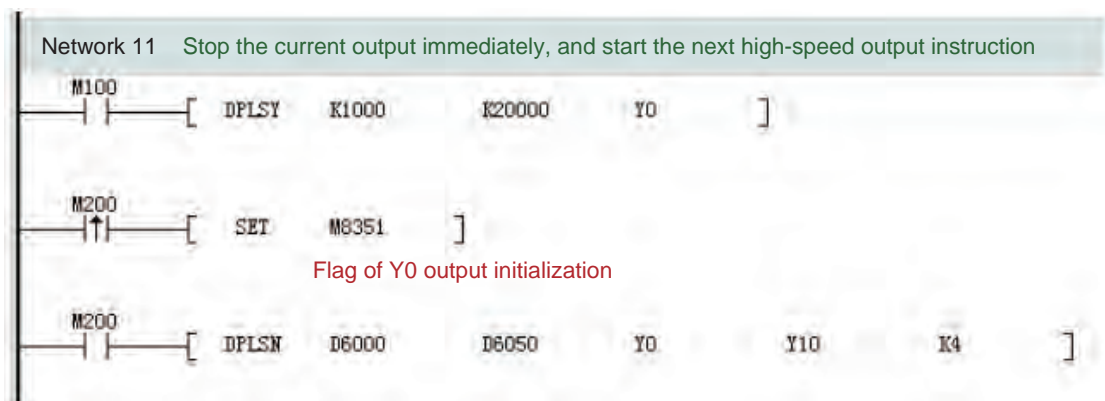 Network 11 Stop the current output immediately, and start the next high-speed output instruction
M100
[ DPLSY K1000 K20000 Y0 ]
M200
[ SET M8351 ]
Flag of Y0 output initialization
M200
[ DPLSN D6000 D6050 Y0 Y10 K4 ]